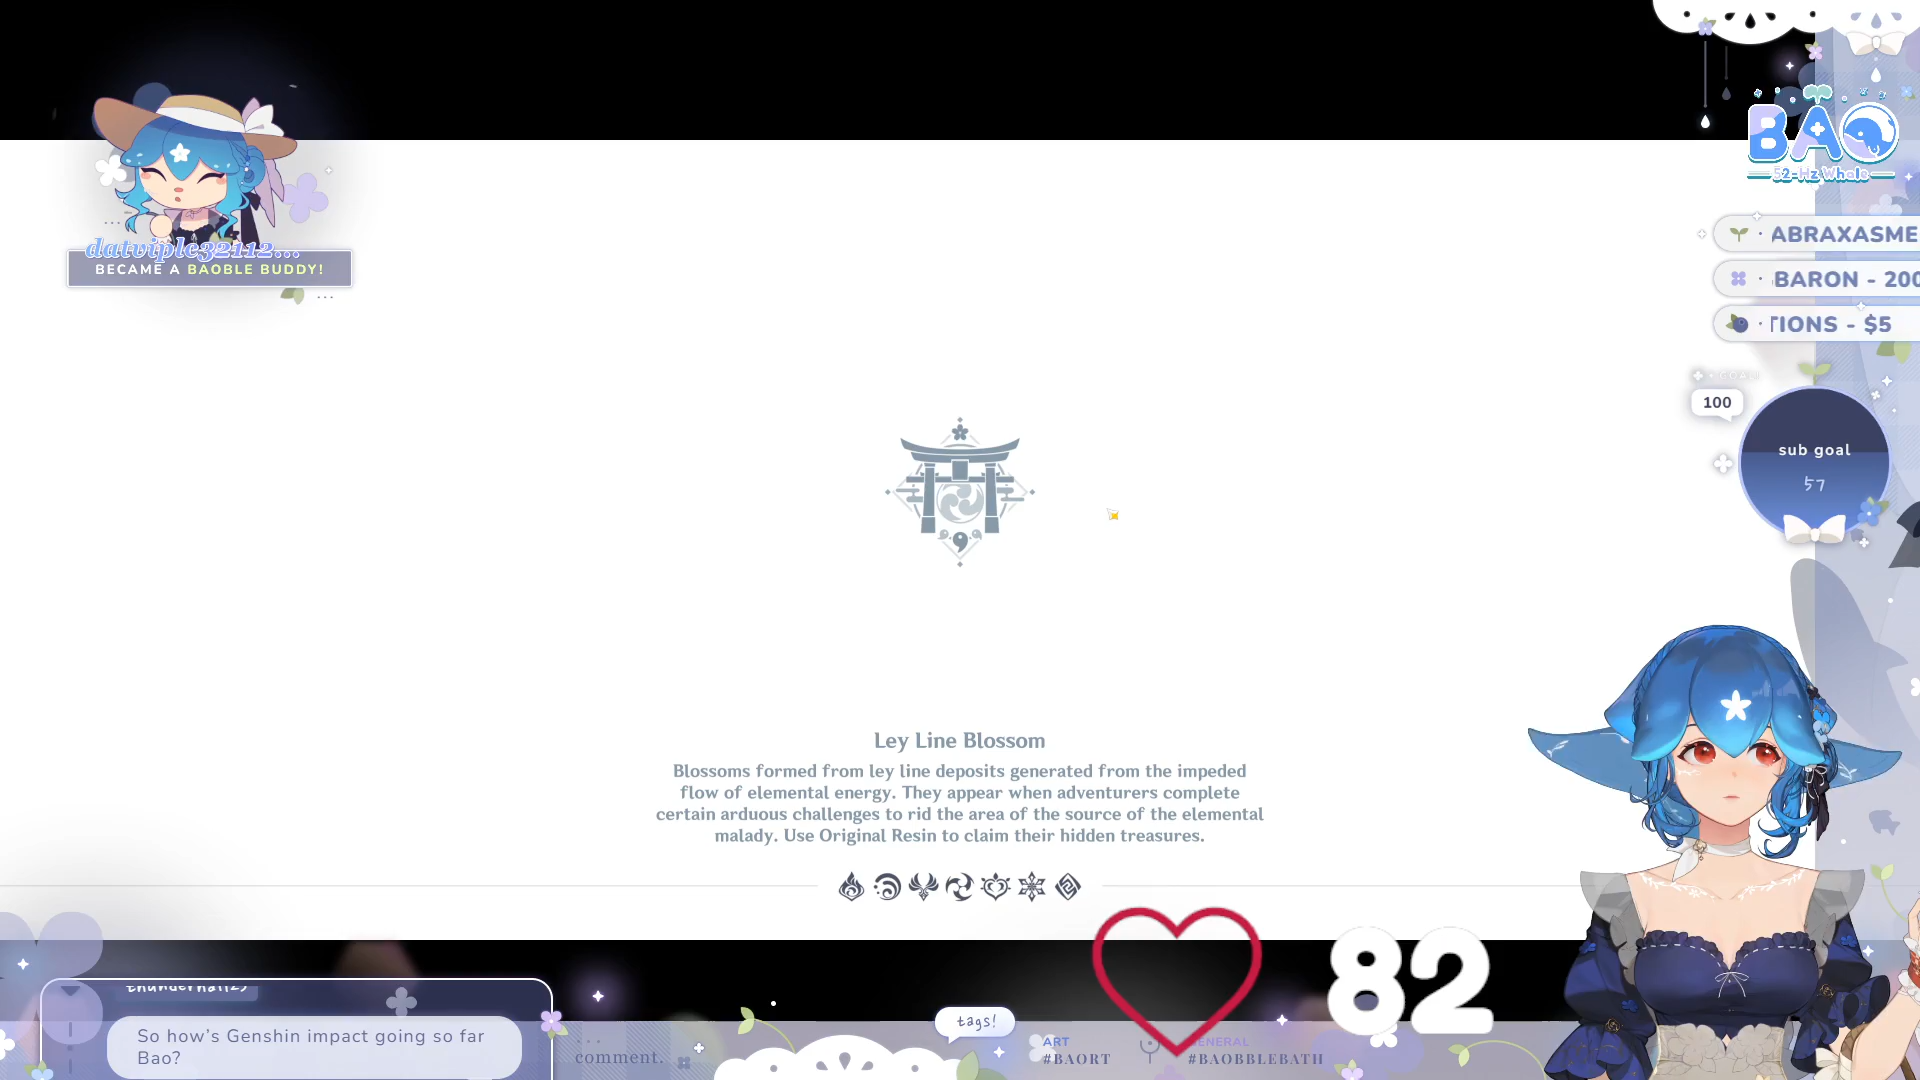 datviple32112...
BECAME A BAOBLE BUDDY!
BAO
52-Hz Whale
ABRAXASME
BARON - 200
TIONS - $5
GOAL!
100
sub goal
57
Ley Line Blossom
Blossoms formed from ley line deposits generated from the impeded
flow of elemental energy. They appear when adventurers complete
certain arduous challenges to rid the area of the source of the elemental
malady. Use Original Resin to claim their hidden treasures.
82
So how's Genshin impact going so far
Bao?
comment.
tags!
ART
#BAORT
GENERAL
#BAOBBLEBATH